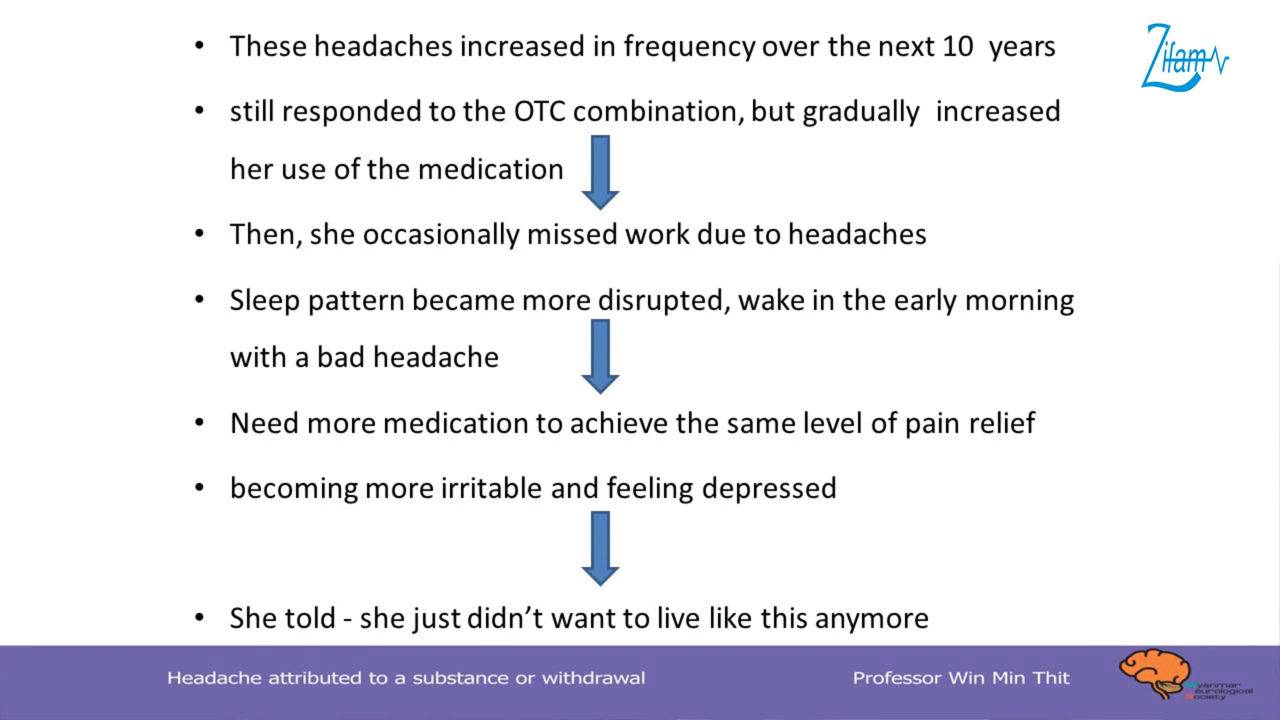 Zifam
• These headaches increased in frequency over the next 10 years
• still responded to the OTC combination, but gradually increased
her use of the medication
• Then, she occasionally missed work due to headaches
• Sleep pattern became more disrupted, wake in the early morning
with a bad headache
• Need more medication to achieve the same level of pain relief
• becoming more irritable and feeling depressed
• She told - she just didn’t want to live like this anymore
Headache attributed to a substance or withdrawal
Professor Win Min Thit
Myanmar
Neurological
Society